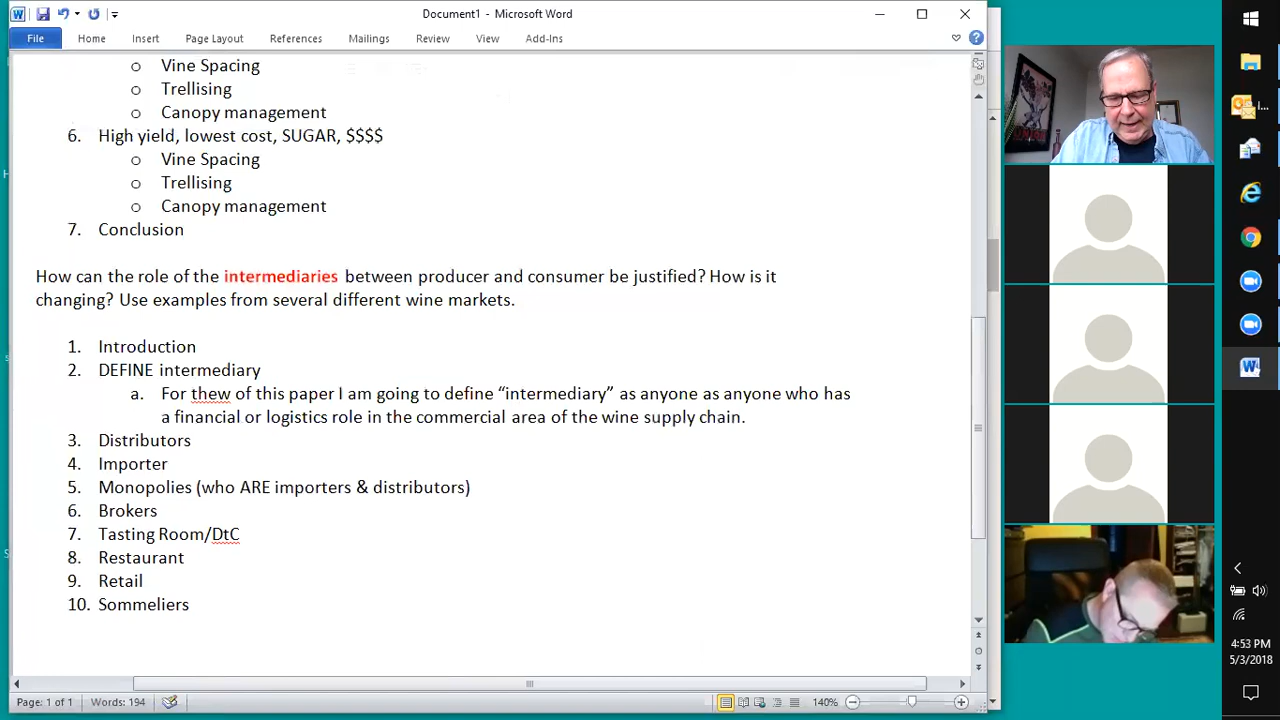 Document1 - Microsoft Word
File Home Insert Page Layout References Mailings Review View Add-Ins
o Vine Spacing
o Trellising
o Canopy management
6. High yield, lowest cost, SUGAR, $$$$
o Vine Spacing
o Trellising
o Canopy management
7. Conclusion
How can the role of the intermediaries between producer and consumer be justified? How is it
changing? Use examples from several different wine markets.
1. Introduction
2. DEFINE intermediary
a. For thew of this paper I am going to define “intermediary” as anyone as anyone who has
a financial or logistics role in the commercial area of the wine supply chain.
3. Distributors
4. Importer
5. Monopolies (who ARE importers & distributors)
6. Brokers
7. Tasting Room/DtC
8. Restaurant
9. Retail
10. Sommeliers
Page: 1 of 1 Words: 194 140%
4:53 PM
5/3/2018